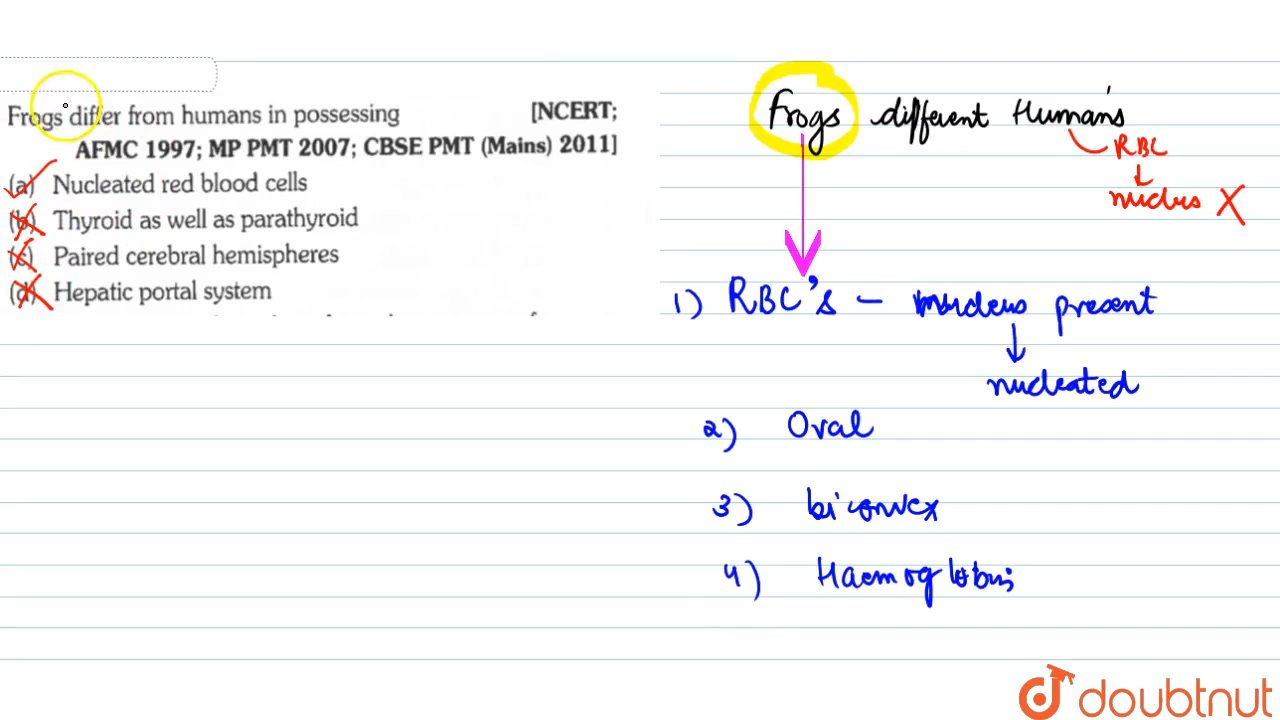 Frogs differ from humans in possessing [NCERT;
AFMC 1997; MP PMT 2007; CBSE PMT (Mains) 2011]
(a) Nucleated red blood cells
(b) Thyroid as well as parathyroid
(c) Paired cerebral hemispheres
(d) Hepatic portal system
Frogs different Human's
RBC
nucleus X
1) RBC's - nucleus present
nucleated
2) Oval
3) biconvex
4) Haemoglobin
doubtnut